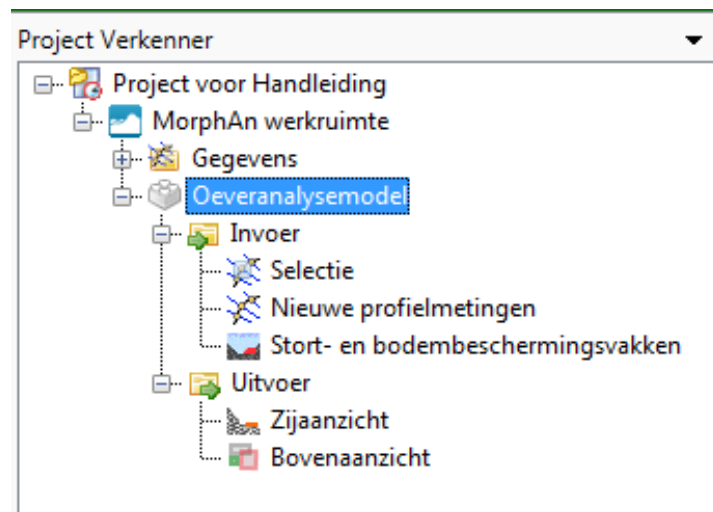 Project Verkenner
Project voor Handleiding
MorphAn werkruimte
Gegevens
Oeveranalysemodel
Invoer
Selectie
Nieuwe profielmetingen
Stort- en bodembeschermingsvakken
Uitvoer
Zijaanzicht
Bovenaanzicht